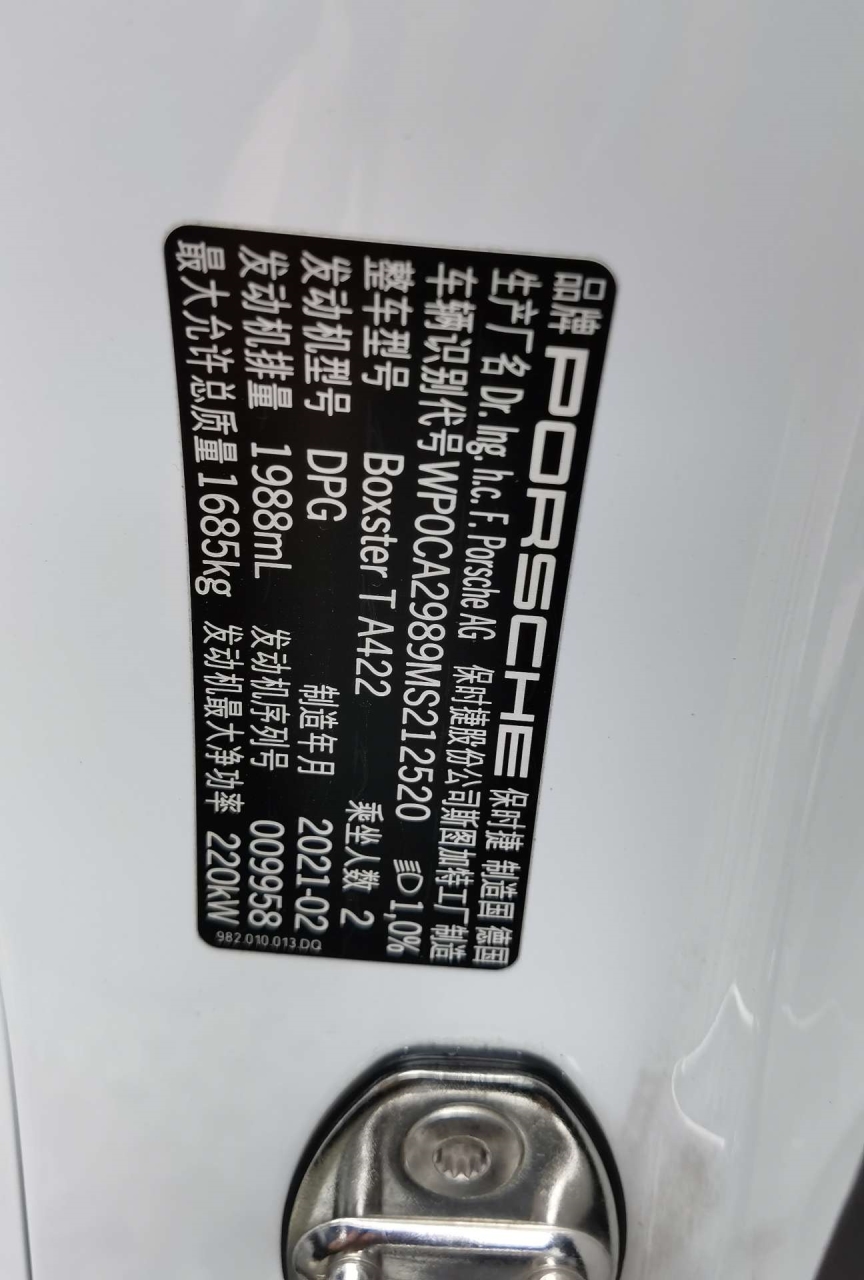 品牌 PORSCHE 保时捷 制造国 德国
生产厂名 Dr. Ing. h.c. F. Porsche AG 保时捷股份公司斯图加特工厂制造
车辆识别代号 WP0CA2989MS212520 1,0%
整车型号 Boxster T A422 乘坐人数 2
发动机型号 DPG 制造年月 2021-02
发动机排量 1988mL 发动机序列号 009958
最大允许总质量 1685kg 发动机最大净功率 220kW
982.010.013.DQ